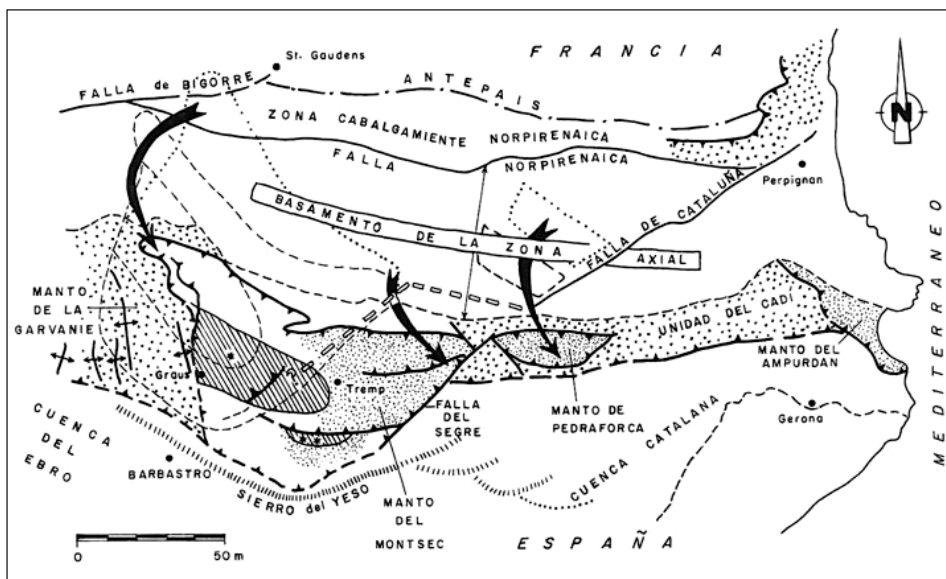 FRANCIA
St. Gaudens
FALLA de BIGORRE
ANTEPAIS
N
ZONA CABALGAMIENTE NORPIRENAICA
FALLA NORPIRENAICA
Perpignan
FALLA DE CATALUÑA
BASAMENTO DE LA ZONA AXIAL
MEDITERRANEO
MANTO
DE LA
GARVANIE
UNIDAD DEL CADI
MANTO DEL
AMPURDAN
Graus
Tremp
FALLA
DEL
SEGRE
MANTO DE
PEDRAFORCA
Gerona
CUENCA
DEL
EBRO
CUENCA CATALANA
BARBASTRO
SIERRO del YESO
MANTO
DEL
MONTSEC
0 50 m
ESPAÑA